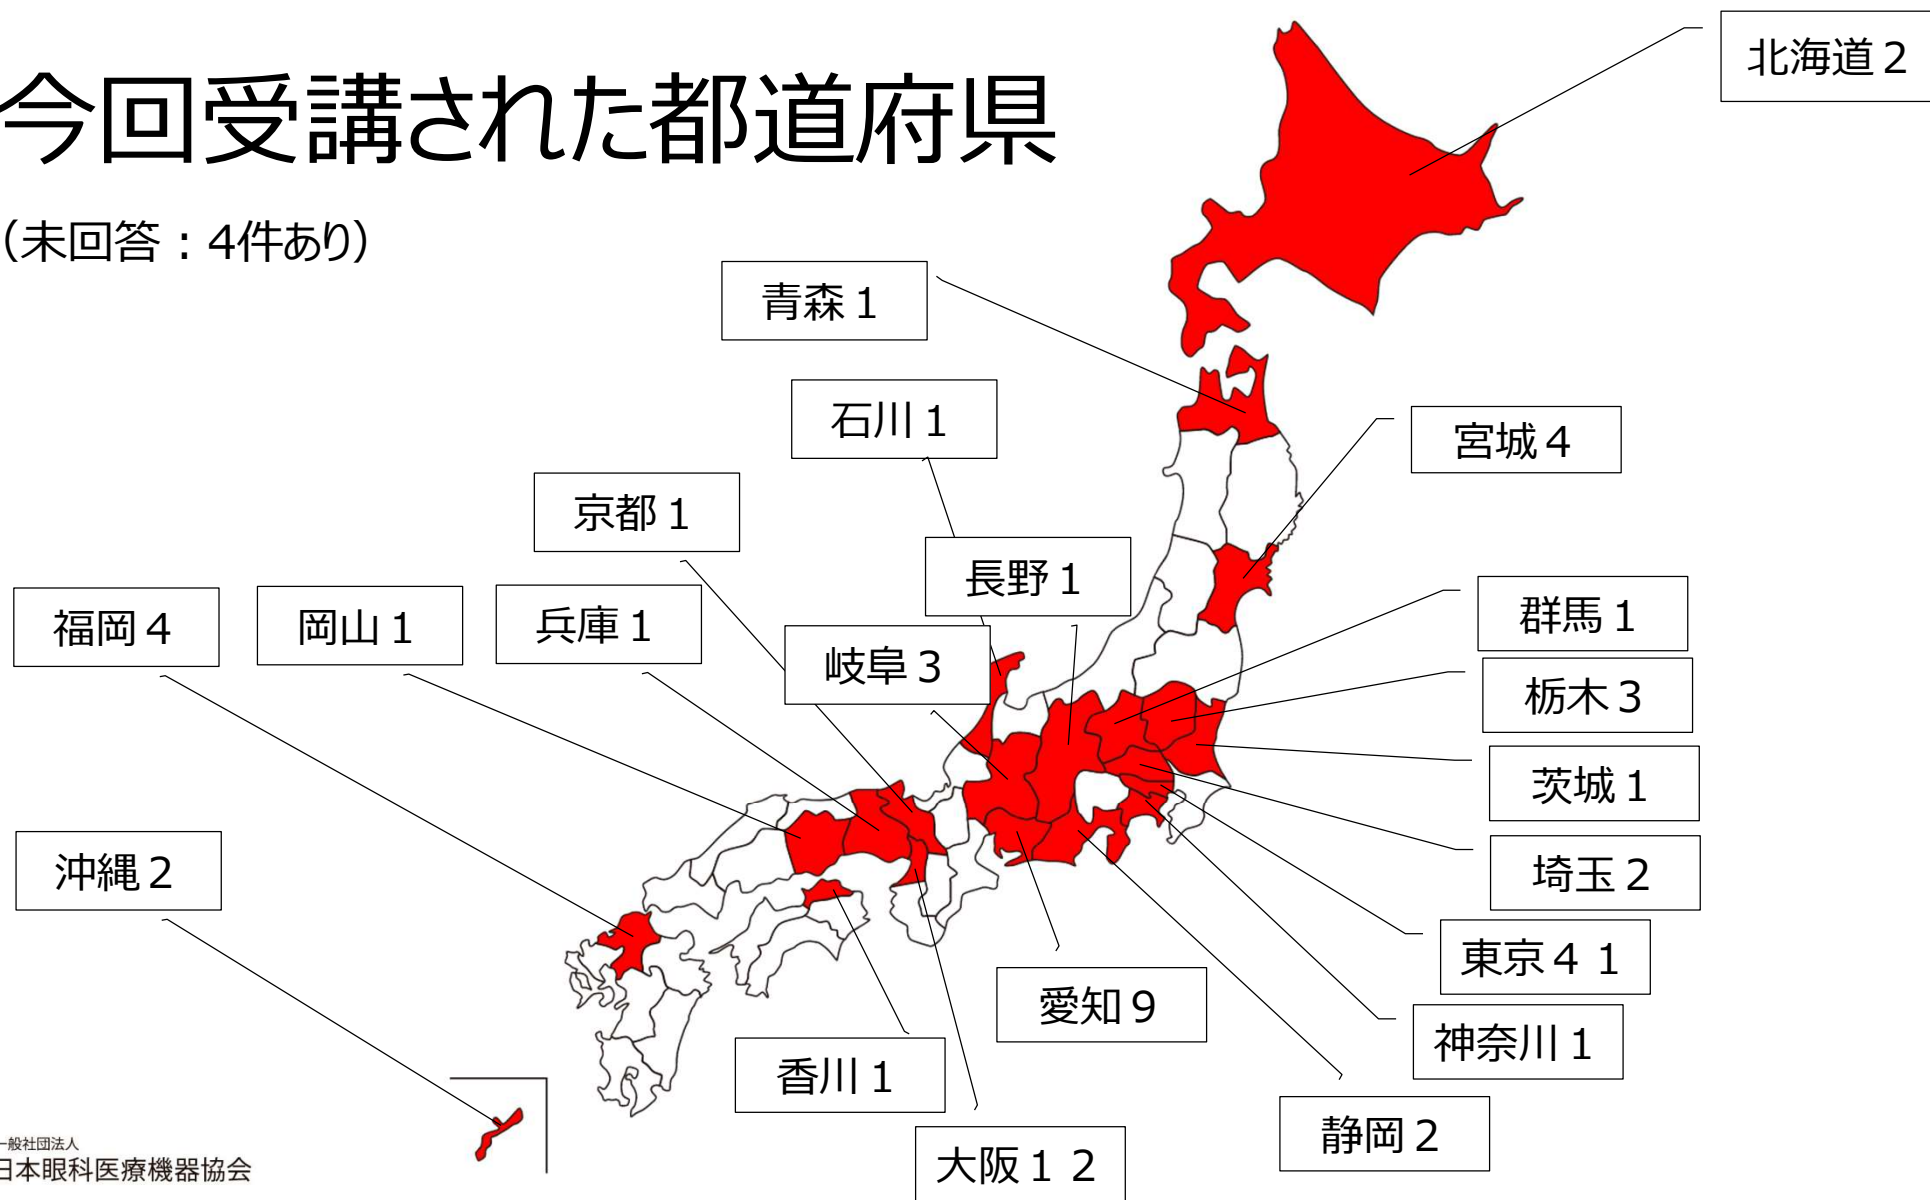 今回受講された都道府県
（未回答：4件あり）
北海道２
青森１
石川１
宮城４
京都１
長野１
福岡４
岡山１
兵庫１
岐阜３
群馬１
栃木３
茨城１
沖縄２
埼玉２
東京４１
愛知９
神奈川１
香川１
静岡２
大阪１２
一般社団法人
日本眼科医療機器協会